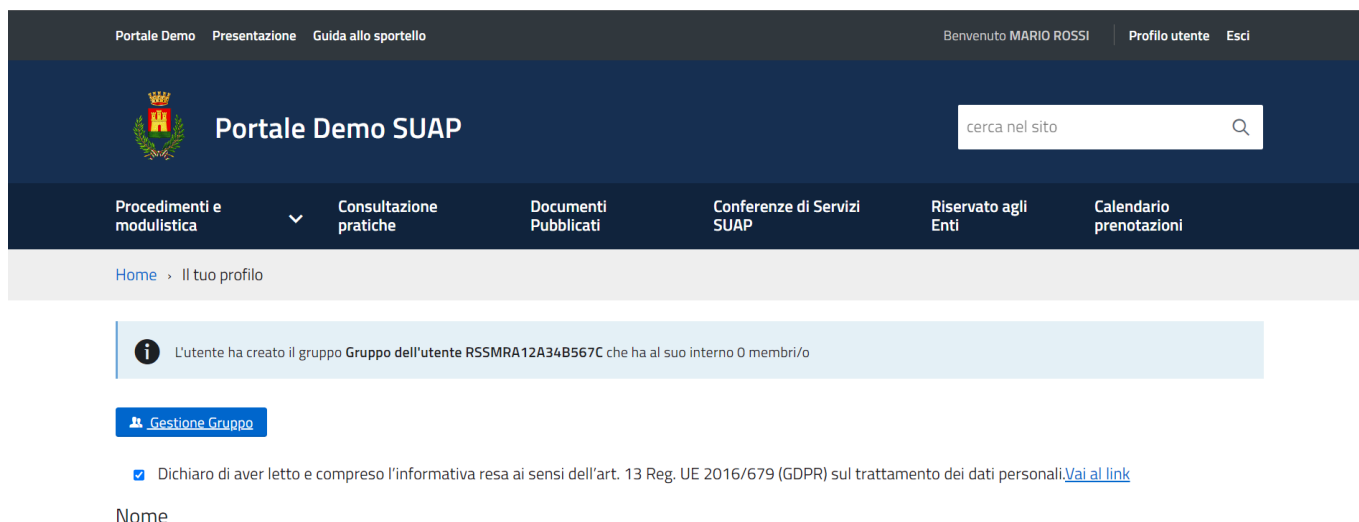 Portale Demo Presentazione Guida allo sportello Benvenuto MARIO ROSSI Profilo utente Esci
Portale Demo SUAP
cerca nel sito
Procedimenti e modulistica
Consultazione pratiche
Documenti Pubblicati
Conferenze di Servizi SUAP
Riservato agli Enti
Calendario prenotazioni
Home › Il tuo profilo
L'utente ha creato il gruppo Gruppo dell'utente RSSMRA12A34B567C che ha al suo interno 0 membri/o
Gestione Gruppo
Dichiaro di aver letto e compreso l’informativa resa ai sensi dell’art. 13 Reg. UE 2016/679 (GDPR) sul trattamento dei dati personali.Vai al link
Nome